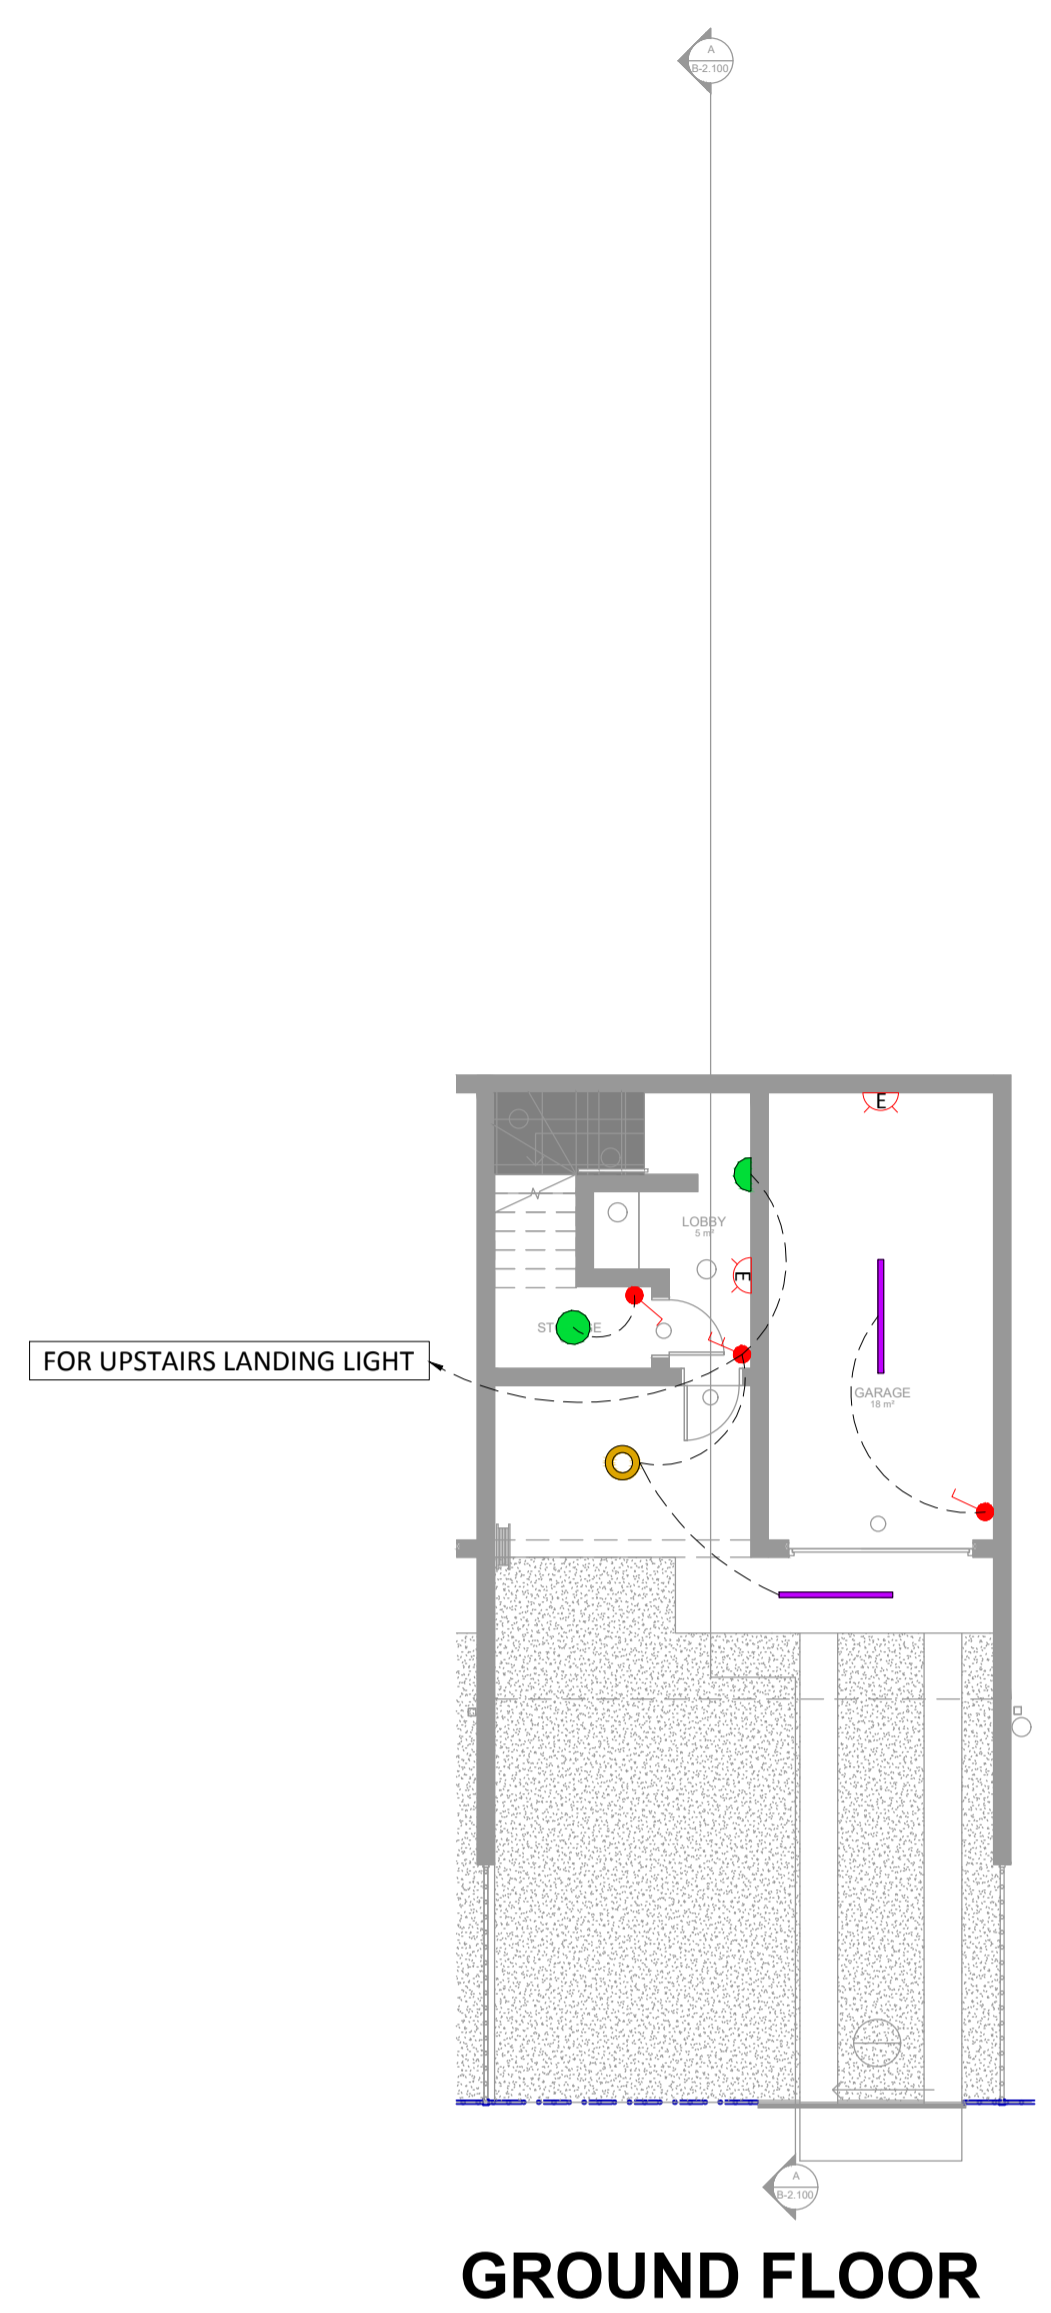 A
B-2.100
E
LOBBY
5 m²
E
FOR UPSTAIRS LANDING LIGHT
GARAGE
18 m²
A
B-2.100
GROUND FLOOR